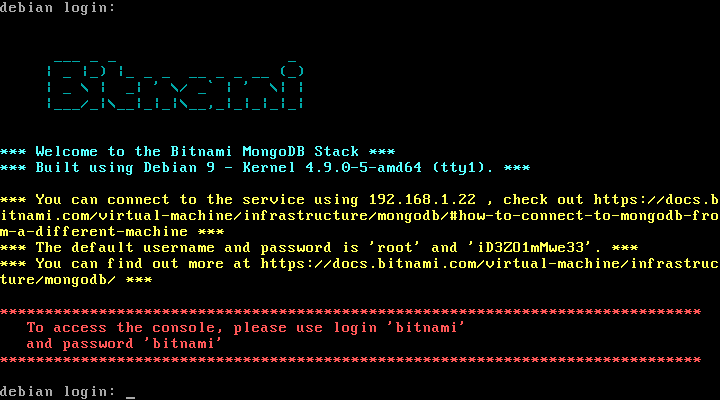 debian login:
Bitnami
*** Welcome to the Bitnami MongoDB Stack ***
*** Built using Debian 9 - Kernel 4.9.0-5-amd64 (tty1). ***
*** You can connect to the service using 192.168.1.22 , check out https://docs.b
itnami.com/virtual-machine/infrastructure/mongodb/#how-to-connect-to-mongodb-fro
m-a-different-machine ***
*** The default username and password is 'root' and 'iD3ZO1mMwe33'. ***
*** You can find out more at https://docs.bitnami.com/virtual-machine/infrastruc
ture/mongodb/ ***
******************************************************************************
To access the console, please use login 'bitnami'
and password 'bitnami'
******************************************************************************
debian login: _